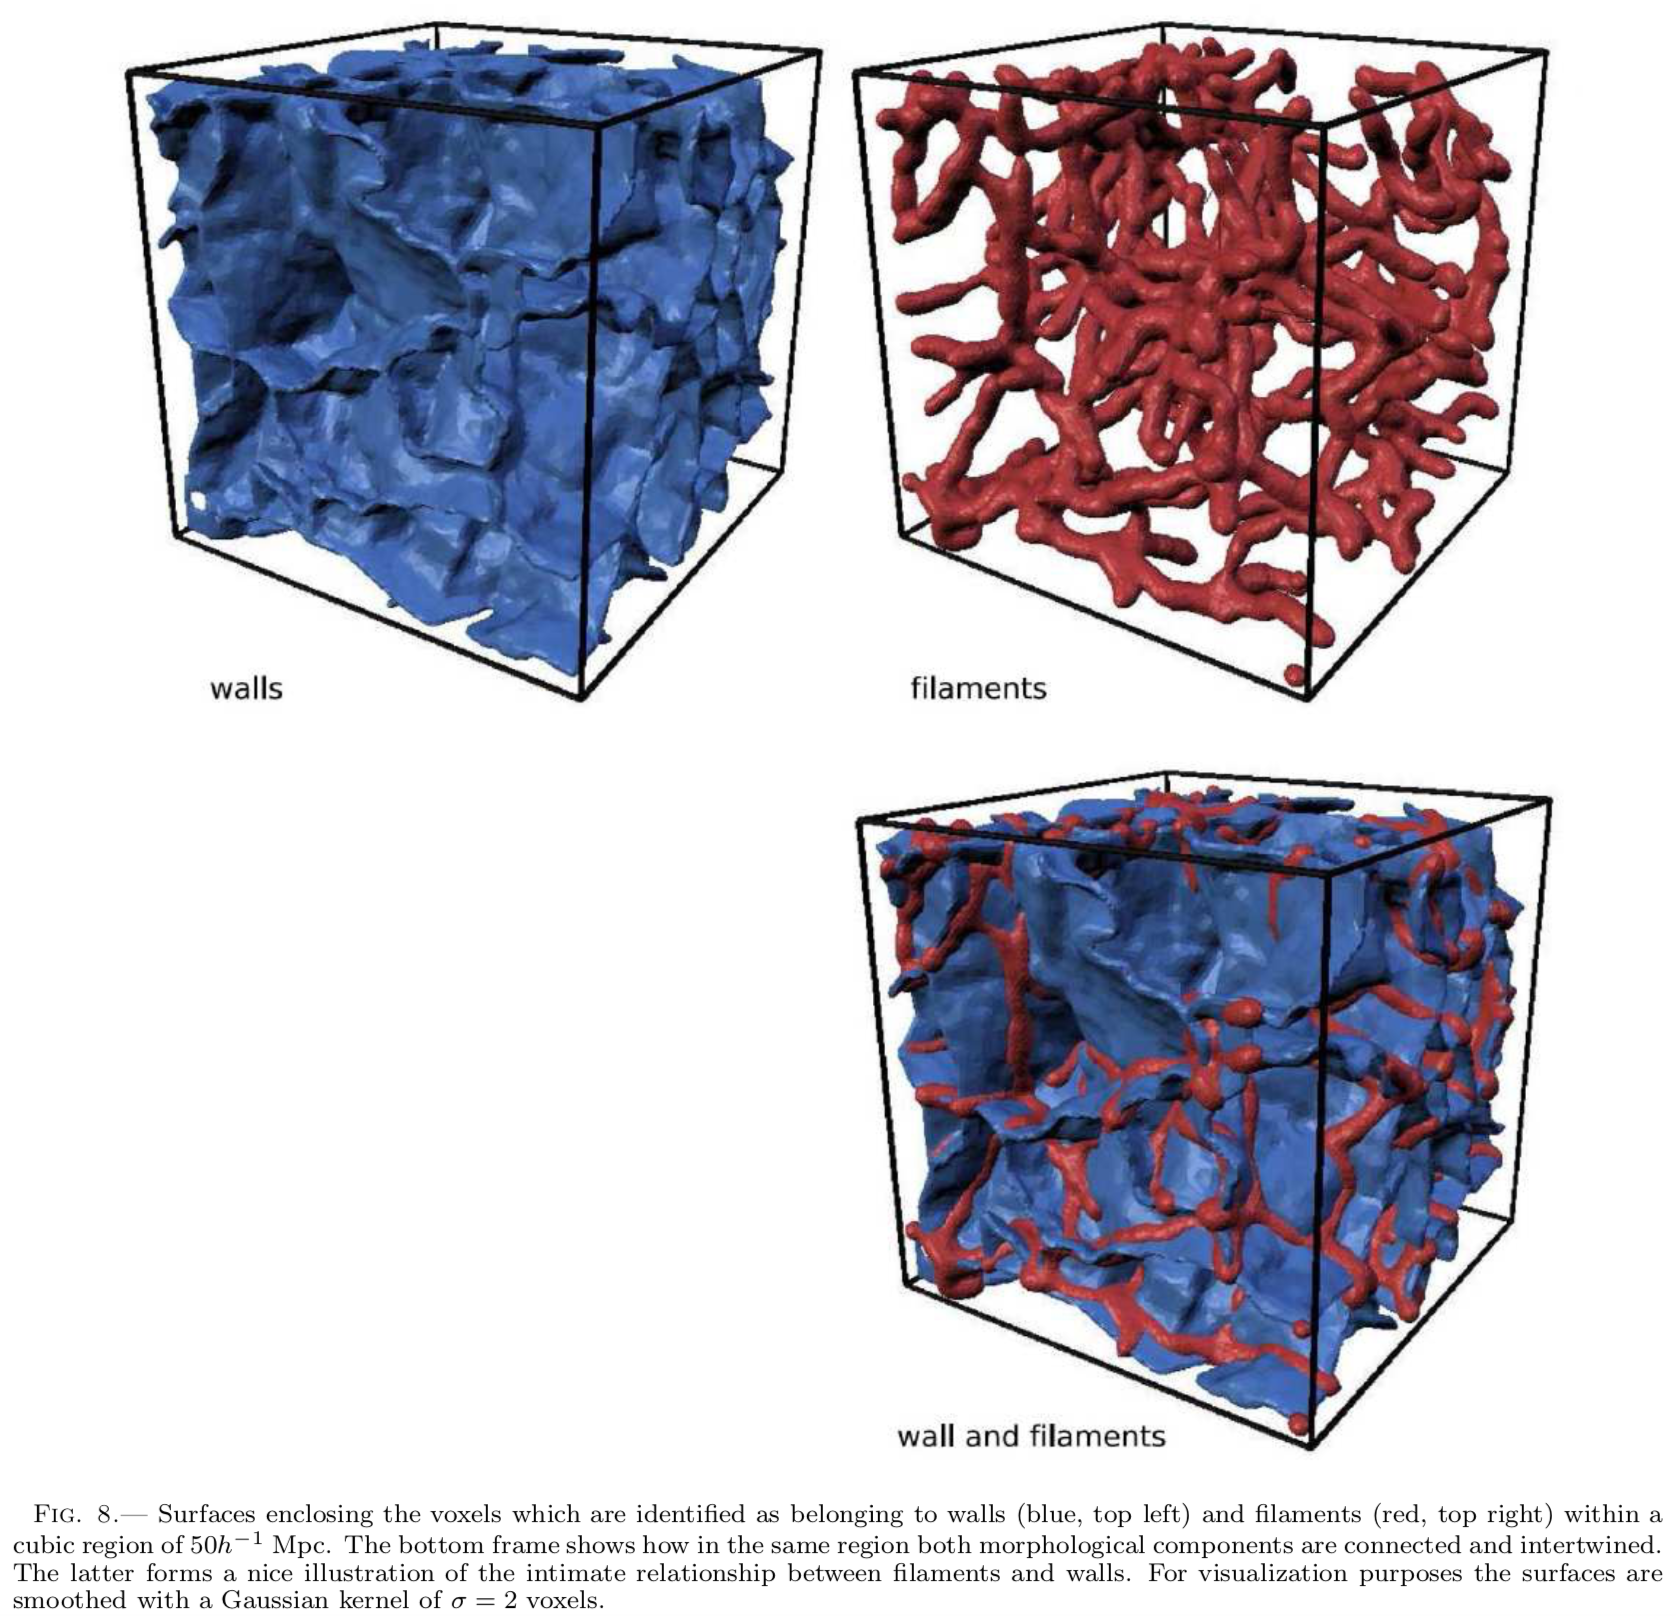 walls
filaments
wall and filaments
FIG. 8.— Surfaces enclosing the voxels which are identified as belonging to walls (blue, top left) and filaments (red, top right) within a
cubic region of 50h⁻¹ Mpc. The bottom frame shows how in the same region both morphological components are connected and intertwined.
The latter forms a nice illustration of the intimate relationship between filaments and walls. For visualization purposes the surfaces are
smoothed with a Gaussian kernel of σ = 2 voxels.